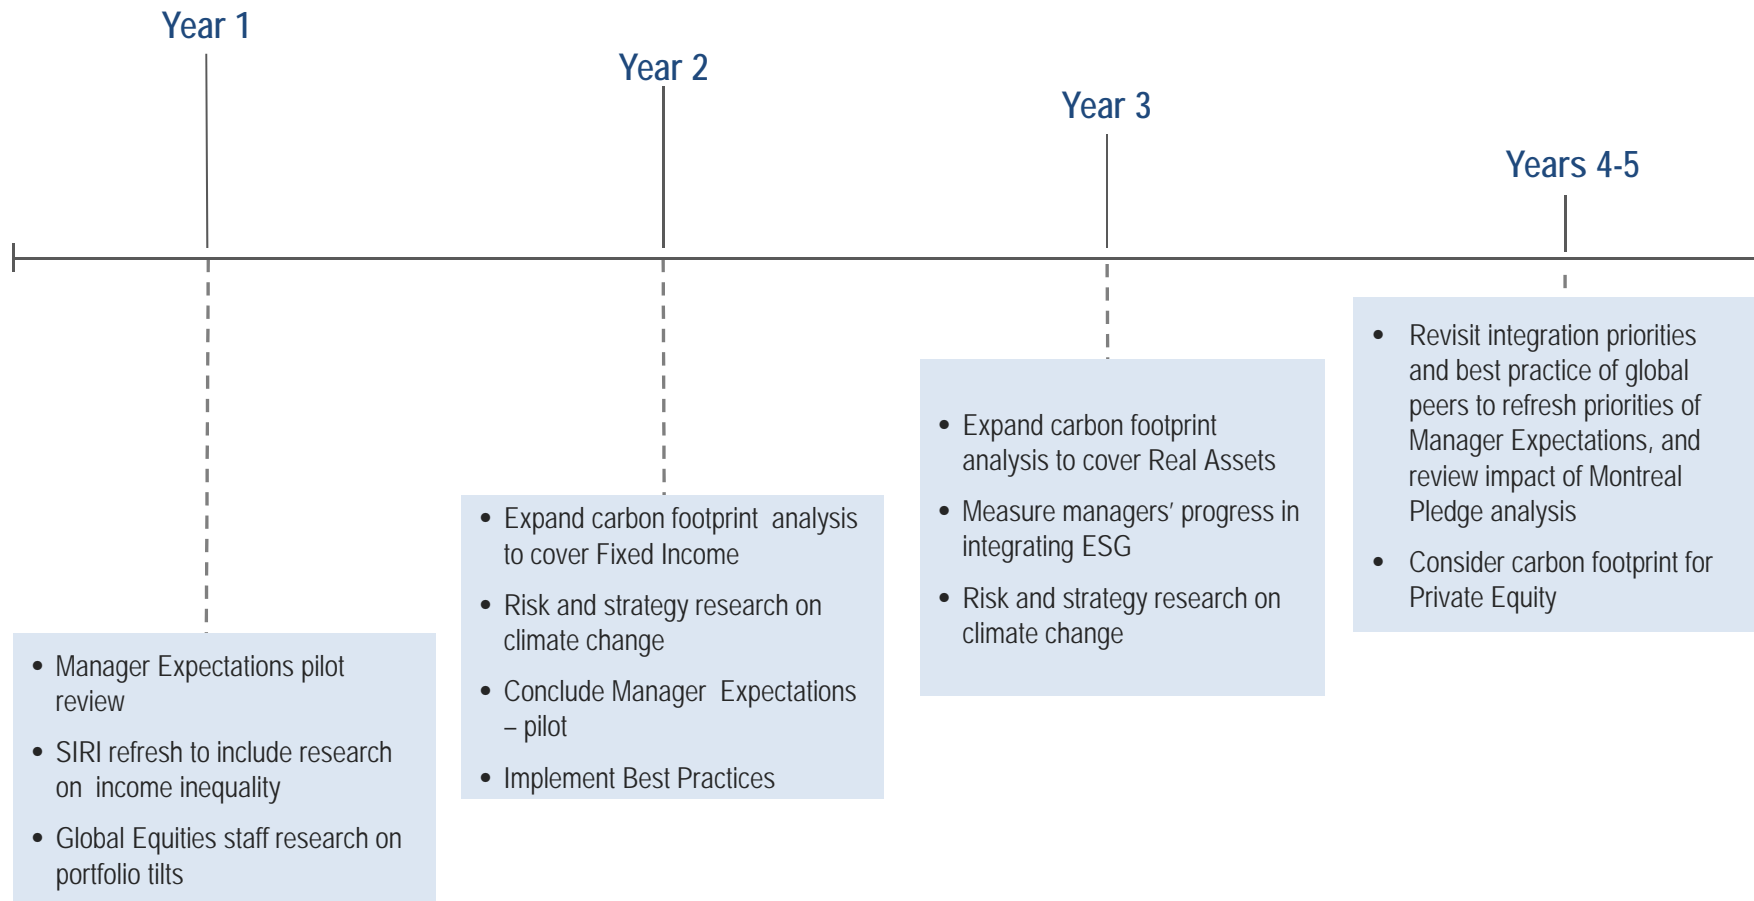 Year 1
Year 2
Year 3
Years 4-5
• Manager Expectations pilot
review
• SIRI refresh to include research
on income inequality
• Global Equities staff research on
portfolio tilts
• Expand carbon footprint analysis
to cover Fixed Income
• Risk and strategy research on
climate change
• Conclude Manager Expectations
– pilot
• Implement Best Practices
• Expand carbon footprint
analysis to cover Real Assets
• Measure managers’ progress in
integrating ESG
• Risk and strategy research on
climate change
• Revisit integration priorities
and best practice of global
peers to refresh priorities of
Manager Expectations, and
review impact of Montreal
Pledge analysis
• Consider carbon footprint for
Private Equity